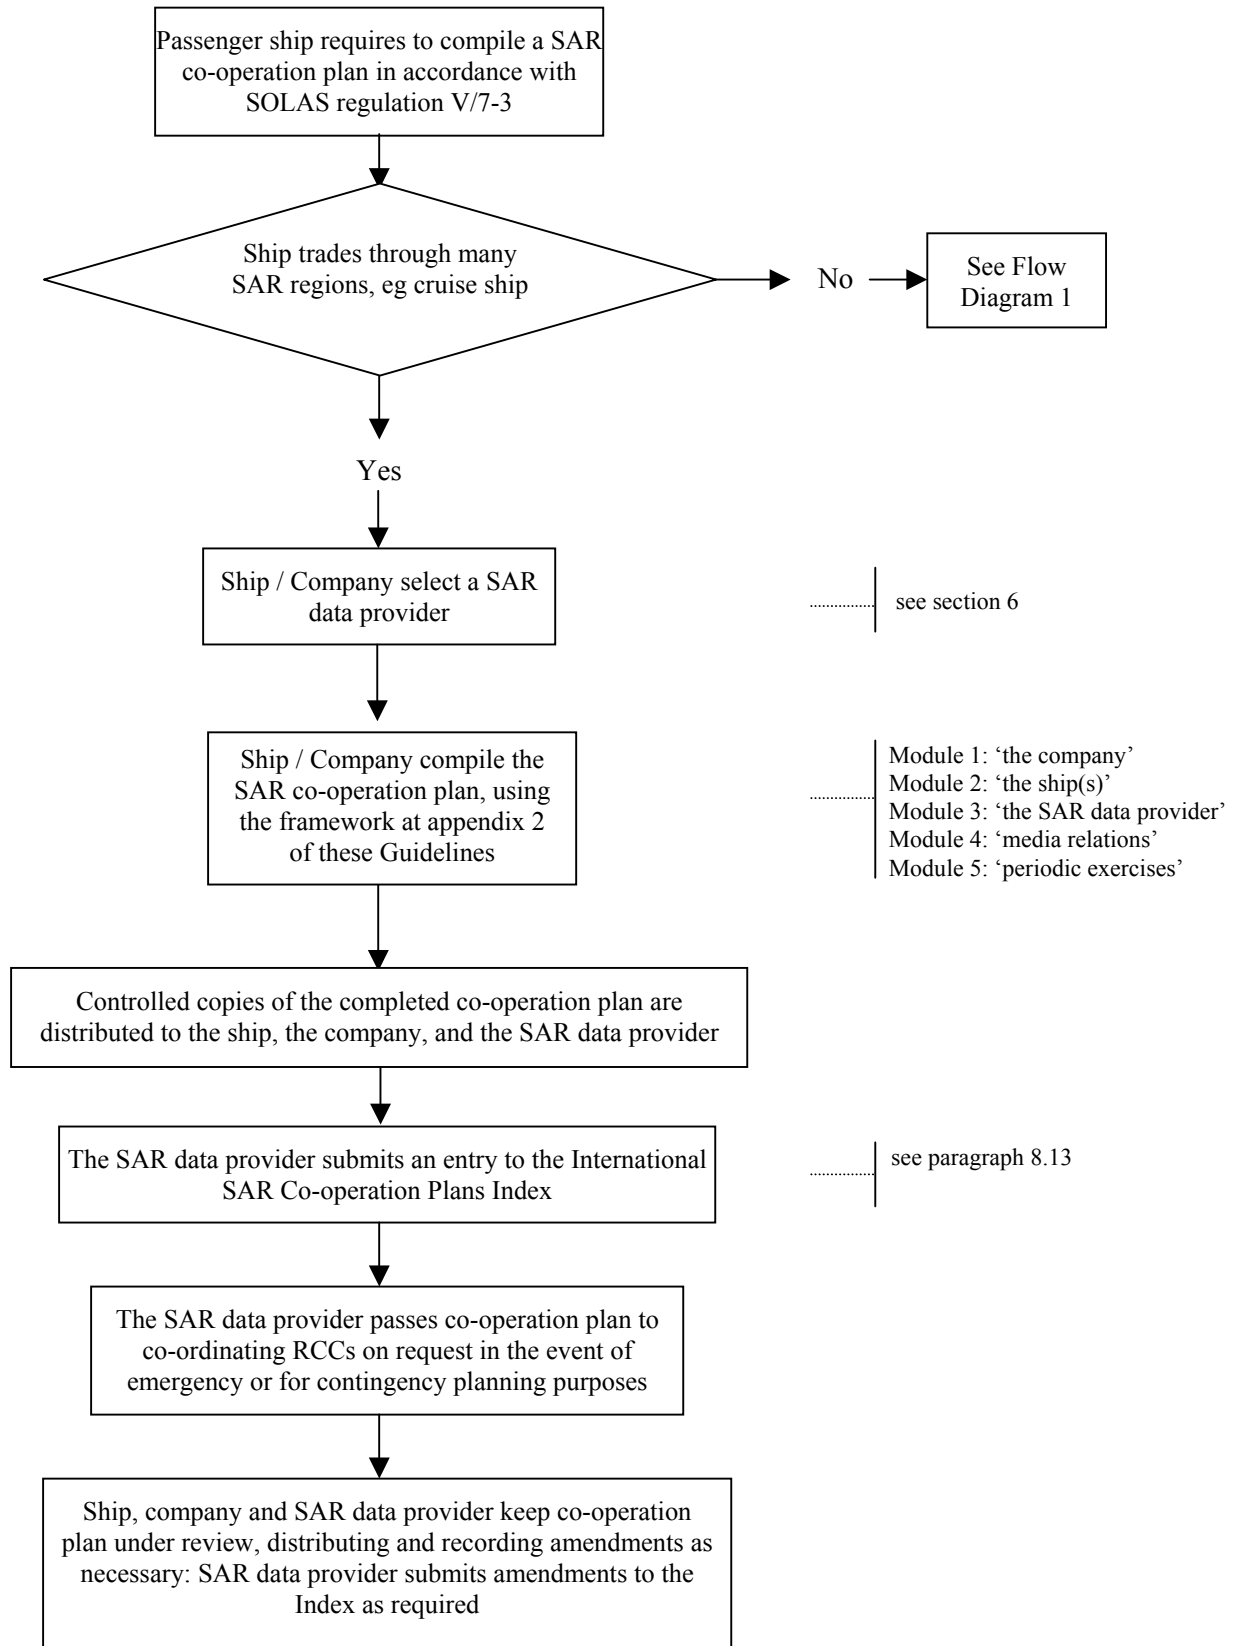 Passenger ship requires to compile a SAR
co-operation plan in accordance with
SOLAS regulation V/7-3
Ship trades through many
SAR regions, eg cruise ship
No
See Flow
Diagram 1
Yes
Ship / Company select a SAR
data provider
see section 6
Ship / Company compile the
SAR co-operation plan, using
the framework at appendix 2
of these Guidelines
Module 1: ‘the company’
Module 2: ‘the ship(s)’
Module 3: ‘the SAR data provider’
Module 4: ‘media relations’
Module 5: ‘periodic exercises’
Controlled copies of the completed co-operation plan are
distributed to the ship, the company, and the SAR data provider
The SAR data provider submits an entry to the International
SAR Co-operation Plans Index
see paragraph 8.13
The SAR data provider passes co-operation plan to
co-ordinating RCCs on request in the event of
emergency or for contingency planning purposes
Ship, company and SAR data provider keep co-operation
plan under review, distributing and recording amendments as
necessary: SAR data provider submits amendments to the
Index as required